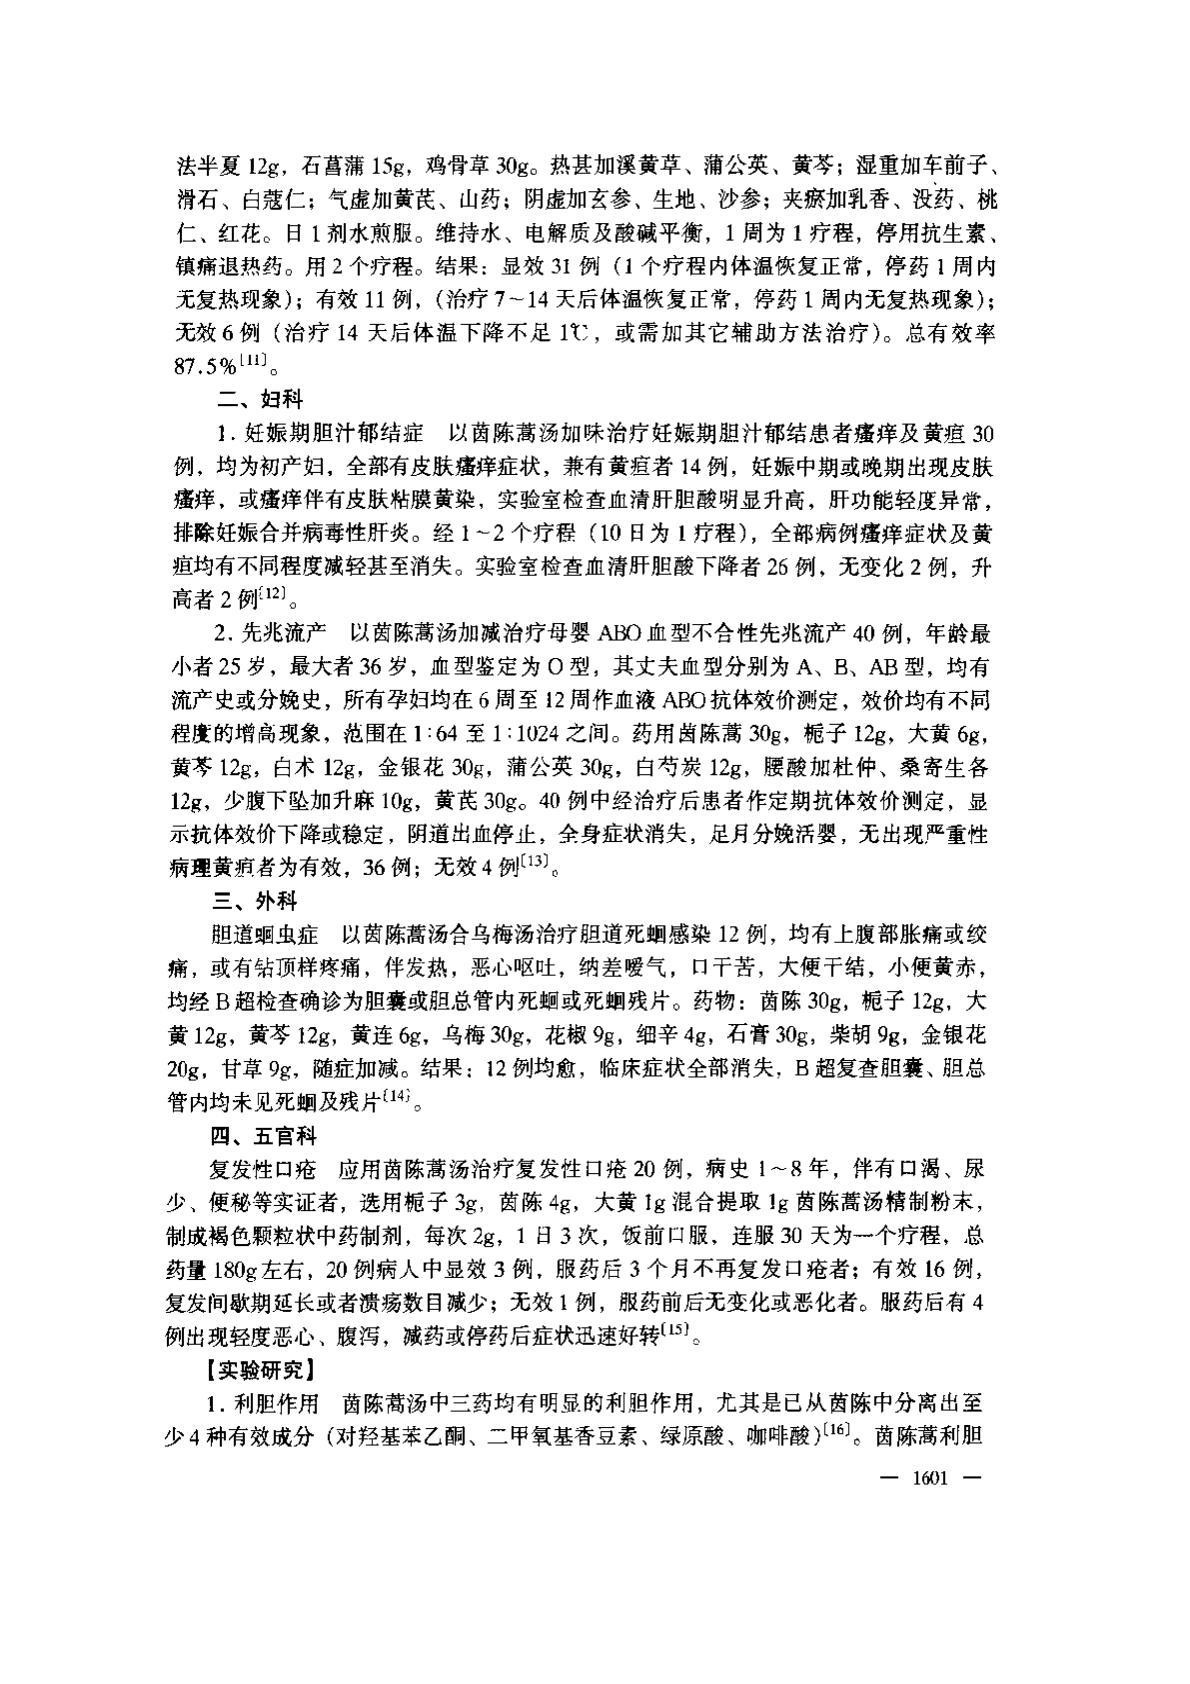 法半夏 12g，石菖蒲 15g，鸡骨草 30g。热甚加溪黄草、蒲公英、黄芩；湿重加车前子、
滑石、白蔻仁；气虚加黄芪、山药；阴虚加玄参、生地、沙参；夹瘀加乳香、没药、桃
仁、红花。日 1 剂水煎服。维持水、电解质及酸碱平衡，1 周为 1 疗程，停用抗生素、
镇痛退热药。用 2 个疗程。结果：显效 31 例（1 个疗程内体温恢复正常，停药 1 周内
无复热现象）；有效 11 例，（治疗 7～14 天后体温恢复正常，停药 1 周内无复热现象）；
无效 6 例（治疗 14 天后体温下降不足 1℃，或需加其它辅助方法治疗）。总有效率
87.5%〔11〕。
二、妇科
1. 妊娠期胆汁郁结症　以茵陈蒿汤加味治疗妊娠期胆汁郁结患者瘙痒及黄疸 30
例，均为初产妇，全部有皮肤瘙痒症状，兼有黄疸者 14 例，妊娠中期或晚期出现皮肤
瘙痒，或瘙痒伴有皮肤粘膜黄染，实验室检查血清肝胆酸明显升高，肝功能轻度异常，
排除妊娠合并病毒性肝炎。经 1～2 个疗程（10 日为 1 疗程），全部病例瘙痒症状及黄
疸均有不同程度减轻甚至消失。实验室检查血清肝胆酸下降者 26 例，无变化 2 例，升
高者 2 例〔12〕。
2. 先兆流产　以茵陈蒿汤加减治疗母婴 ABO 血型不合性先兆流产 40 例，年龄最
小者 25 岁，最大者 36 岁，血型鉴定为 O 型，其丈夫血型分别为 A、B、AB 型，均有
流产史或分娩史，所有孕妇均在 6 周至 12 周作血液 ABO 抗体效价测定，效价均有不同
程度的增高现象，范围在 1∶64 至 1∶1024 之间。药用茵陈蒿 30g，栀子 12g，大黄 6g，
黄芩 12g，白术 12g，金银花 30g，蒲公英 30g，白芍炭 12g，腰酸加杜仲、桑寄生各
12g，少腹下坠加升麻 10g，黄芪 30g。40 例中经治疗后患者作定期抗体效价测定，显
示抗体效价下降或稳定，阴道出血停止，全身症状消失，足月分娩活婴，无出现严重性
病理黄疸者为有效，36 例；无效 4 例〔13〕。
三、外科
胆道蛔虫症　以茵陈蒿汤合乌梅汤治疗胆道死蛔感染 12 例，均有上腹部胀痛或绞
痛，或有钻顶样疼痛，伴发热，恶心呕吐，纳差嗳气，口干苦，大便干结，小便黄赤，
均经 B 超检查确诊为胆囊或胆总管内死蛔或死蛔残片。药物：茵陈 30g，栀子 12g，大
黄 12g，黄芩 12g，黄连 6g，乌梅 30g，花椒 9g，细辛 4g，石膏 30g，柴胡 9g，金银花
20g，甘草 9g，随症加减。结果：12 例均愈，临床症状全部消失，B 超复查胆囊、胆总
管内均未见死蛔及残片〔14〕。
四、五官科
复发性口疮　应用茵陈蒿汤治疗复发性口疮 20 例，病史 1～8 年，伴有口渴、尿
少、便秘等实证者，选用栀子 3g，茵陈 4g，大黄 1g 混合提取 1g 茵陈蒿汤精制粉末，
制成褐色颗粒状中药制剂，每次 2g，1 日 3 次，饭前口服，连服 30 天为一个疗程，总
药量 180g 左右，20 例病人中显效 3 例，服药后 3 个月不再复发口疮者；有效 16 例，
复发间歇期延长或者溃疡数目减少；无效 1 例，服药前后无变化或恶化者。服药后有 4
例出现轻度恶心、腹泻，减药或停药后症状迅速好转〔15〕。
【实验研究】
1. 利胆作用　茵陈蒿汤中三药均有明显的利胆作用，尤其是已从茵陈中分离出至
少 4 种有效成分（对羟基苯乙酮、二甲氧基香豆素、绿原酸、咖啡酸）〔16〕。茵陈蒿利胆
— 1601 —